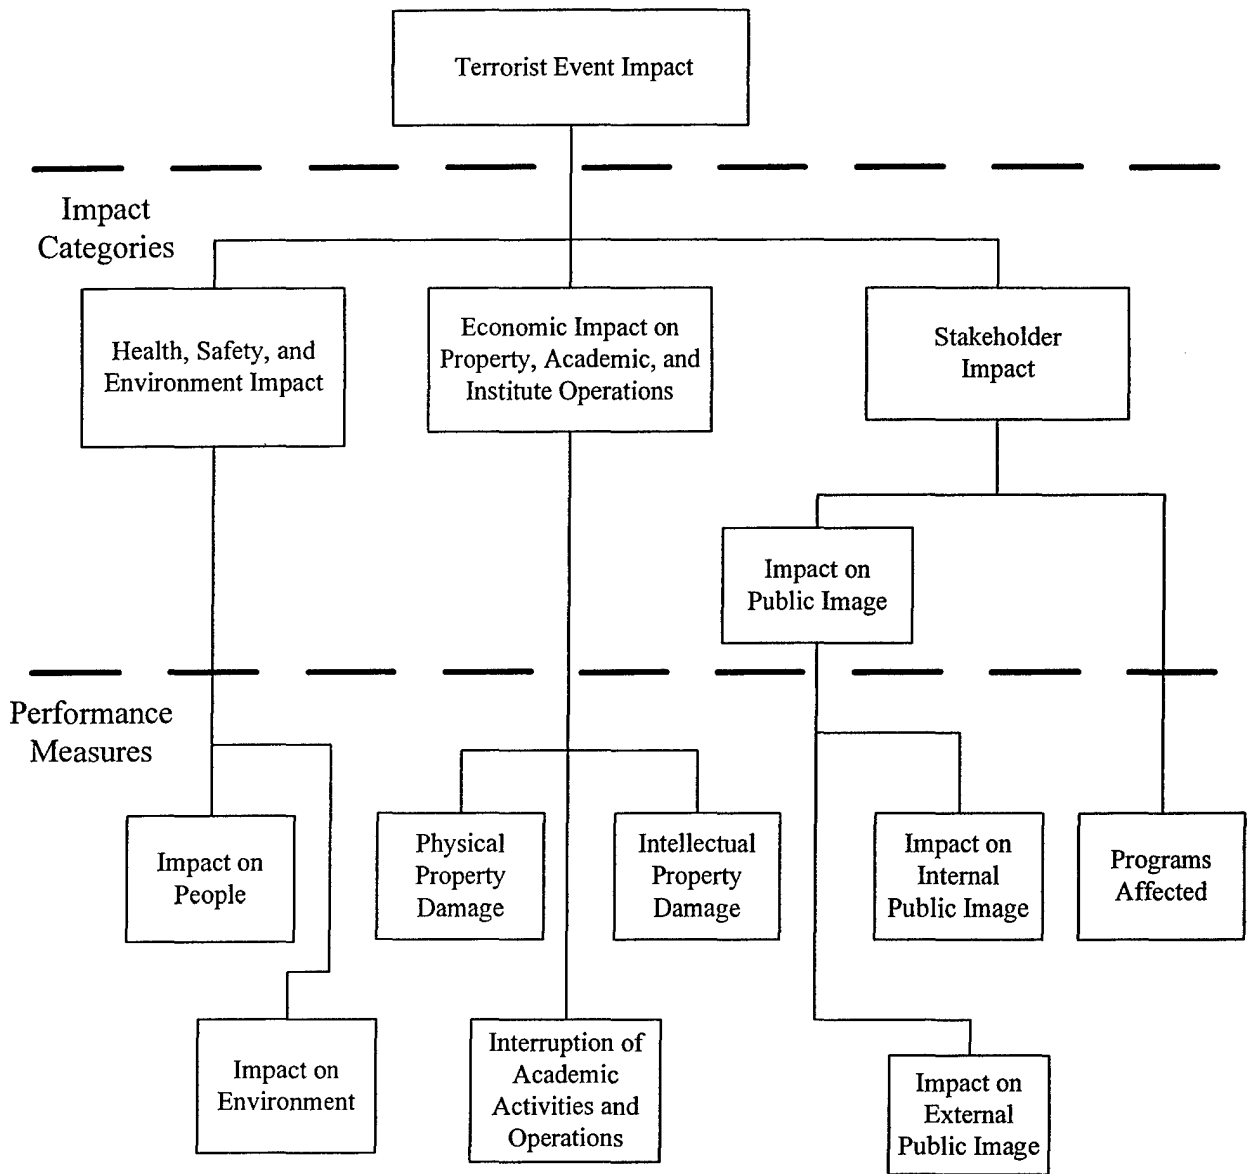 Terrorist Event Impact
Impact
Categories
Health, Safety, and
Environment Impact
Economic Impact on
Property, Academic, and
Institute Operations
Stakeholder
Impact
Impact on
Public Image
Performance
Measures
Impact on
People
Physical
Property
Damage
Intellectual
Property
Damage
Impact on
Internal
Public Image
Programs
Affected
Impact on
Environment
Interruption of
Academic
Activities and
Operations
Impact on
External
Public Image